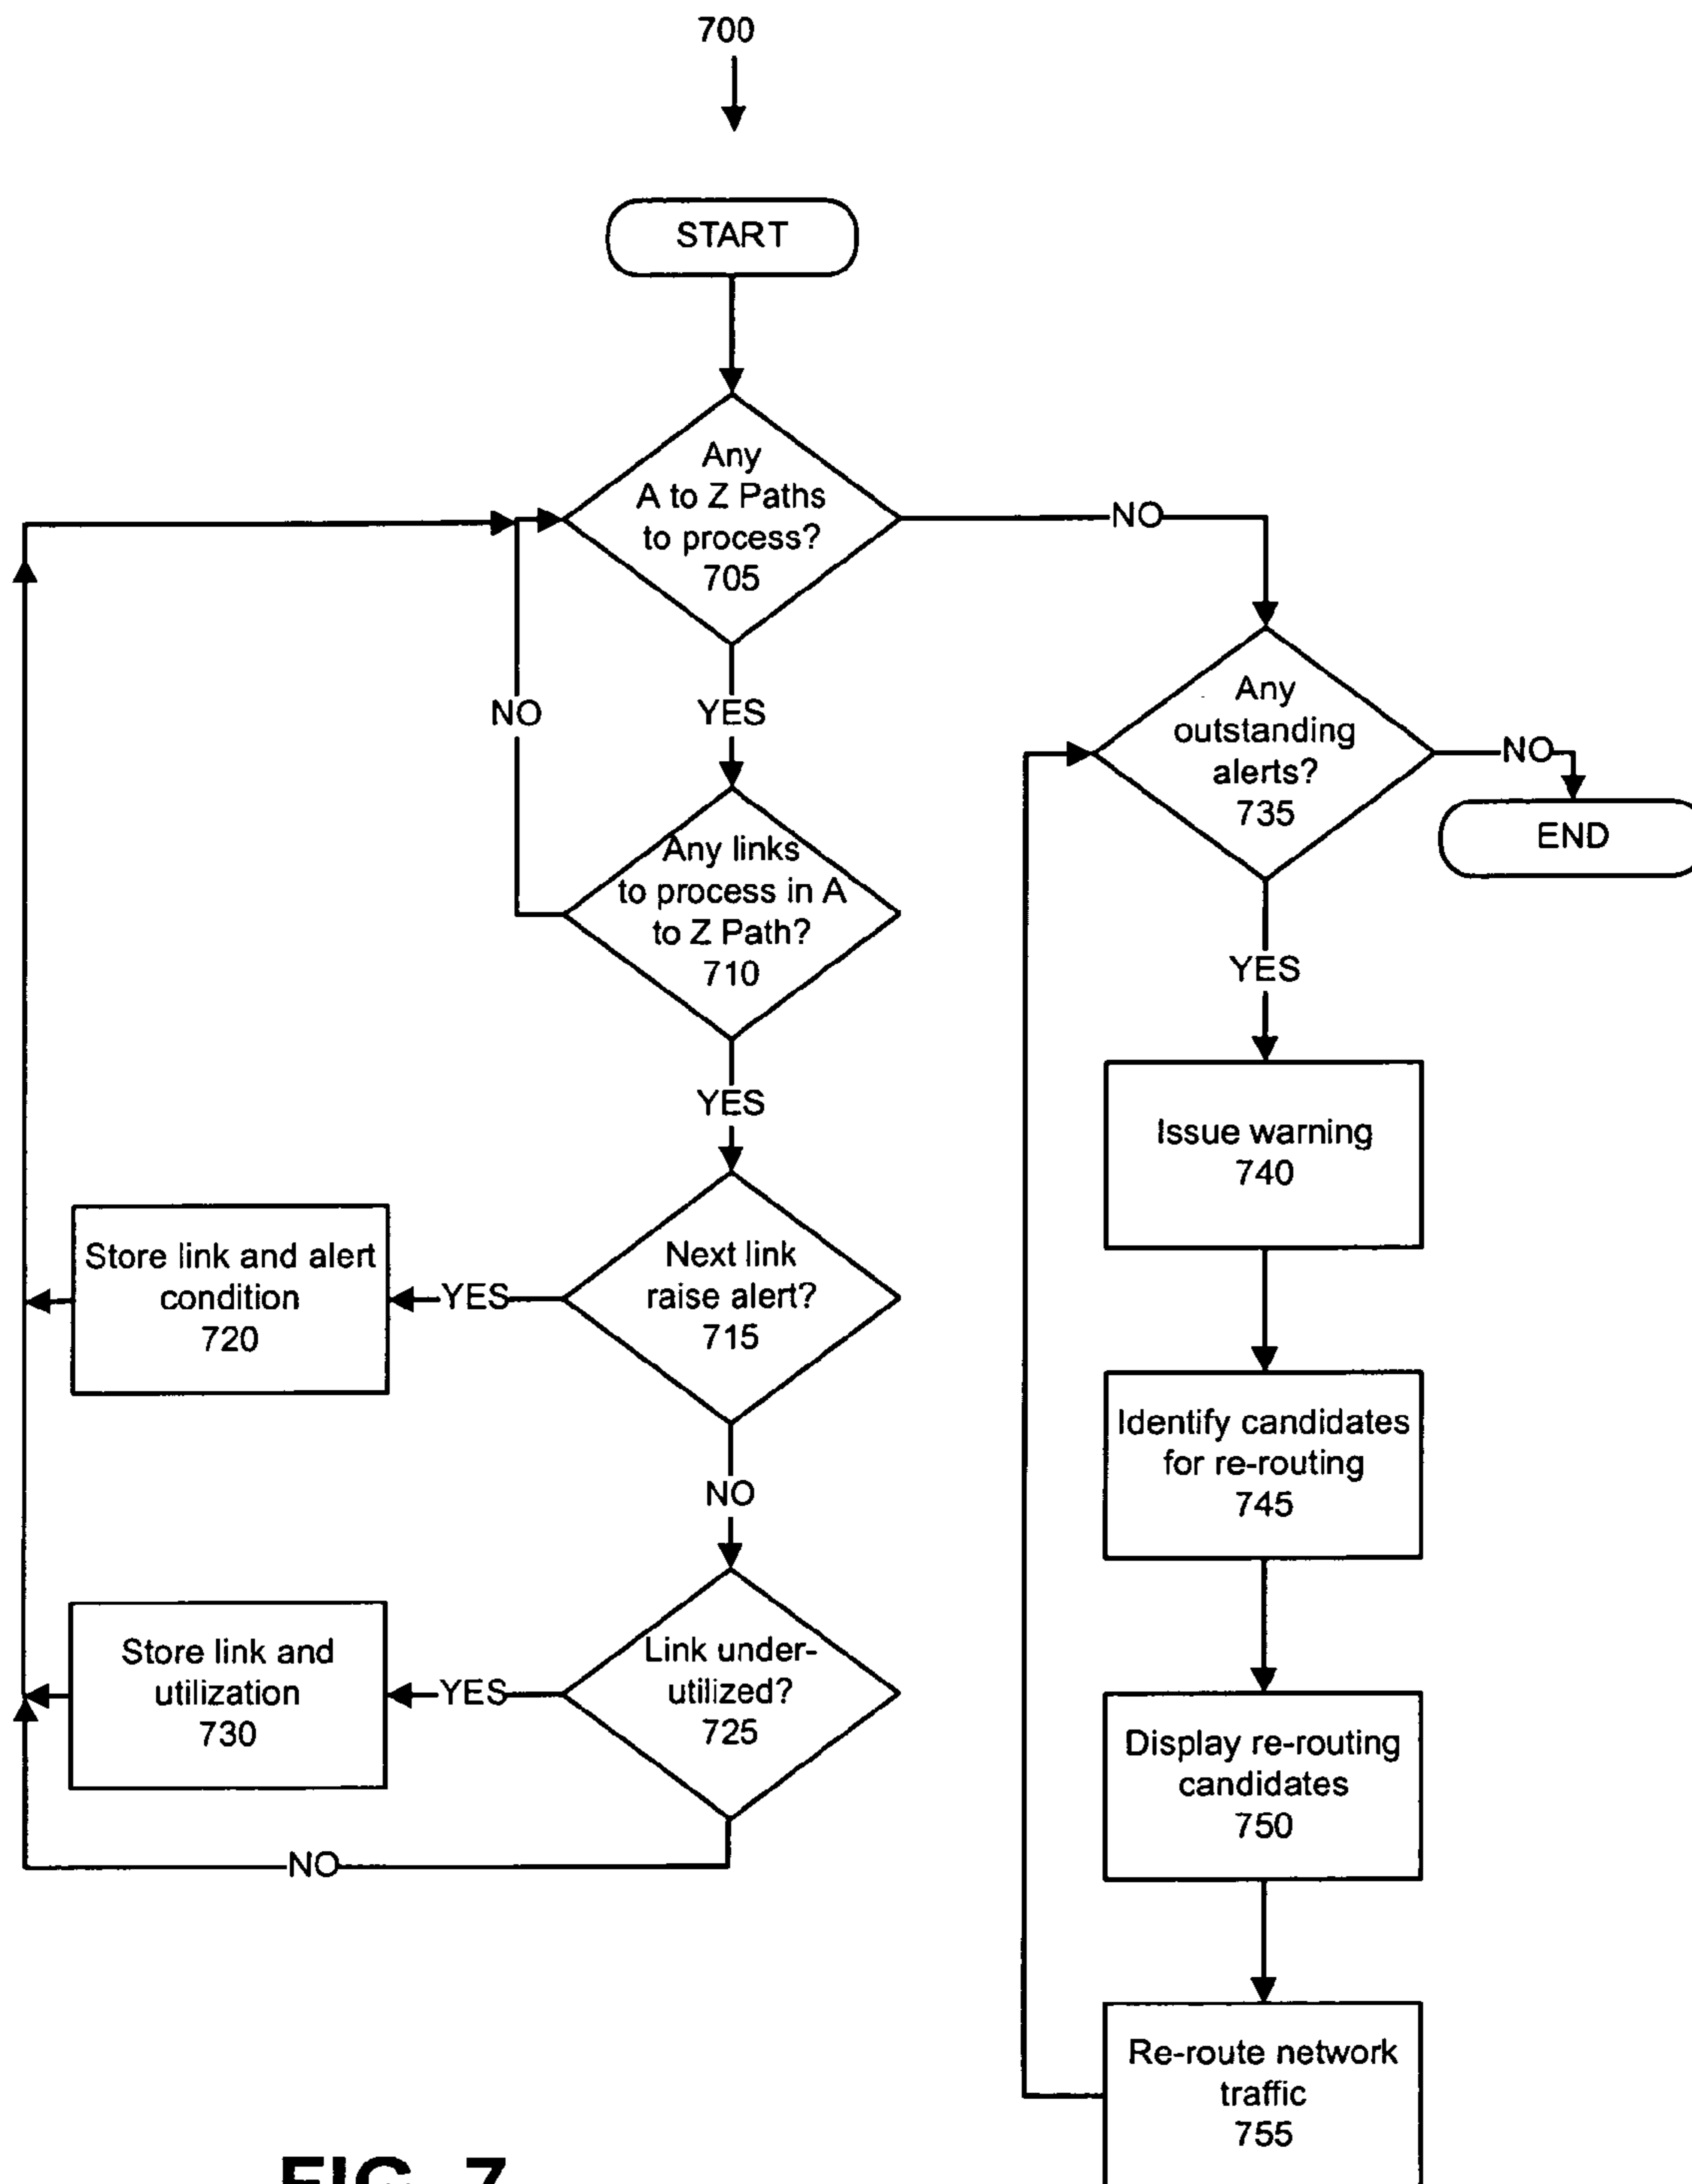 700
START
Any
A to Z Paths
to process?
705
NO
YES
NO
Any
outstanding
alerts?
735
NO
END
Any links
to process in A
to Z Path?
710
YES
YES
Issue warning
740
Next link
raise alert?
715
YES
Store link and alert
condition
720
NO
Identify candidates
for re-routing
745
Link under-
utilized?
725
YES
Store link and
utilization
730
NO
Display re-routing
candidates
750
Re-route network
traffic
755
FIG. 7